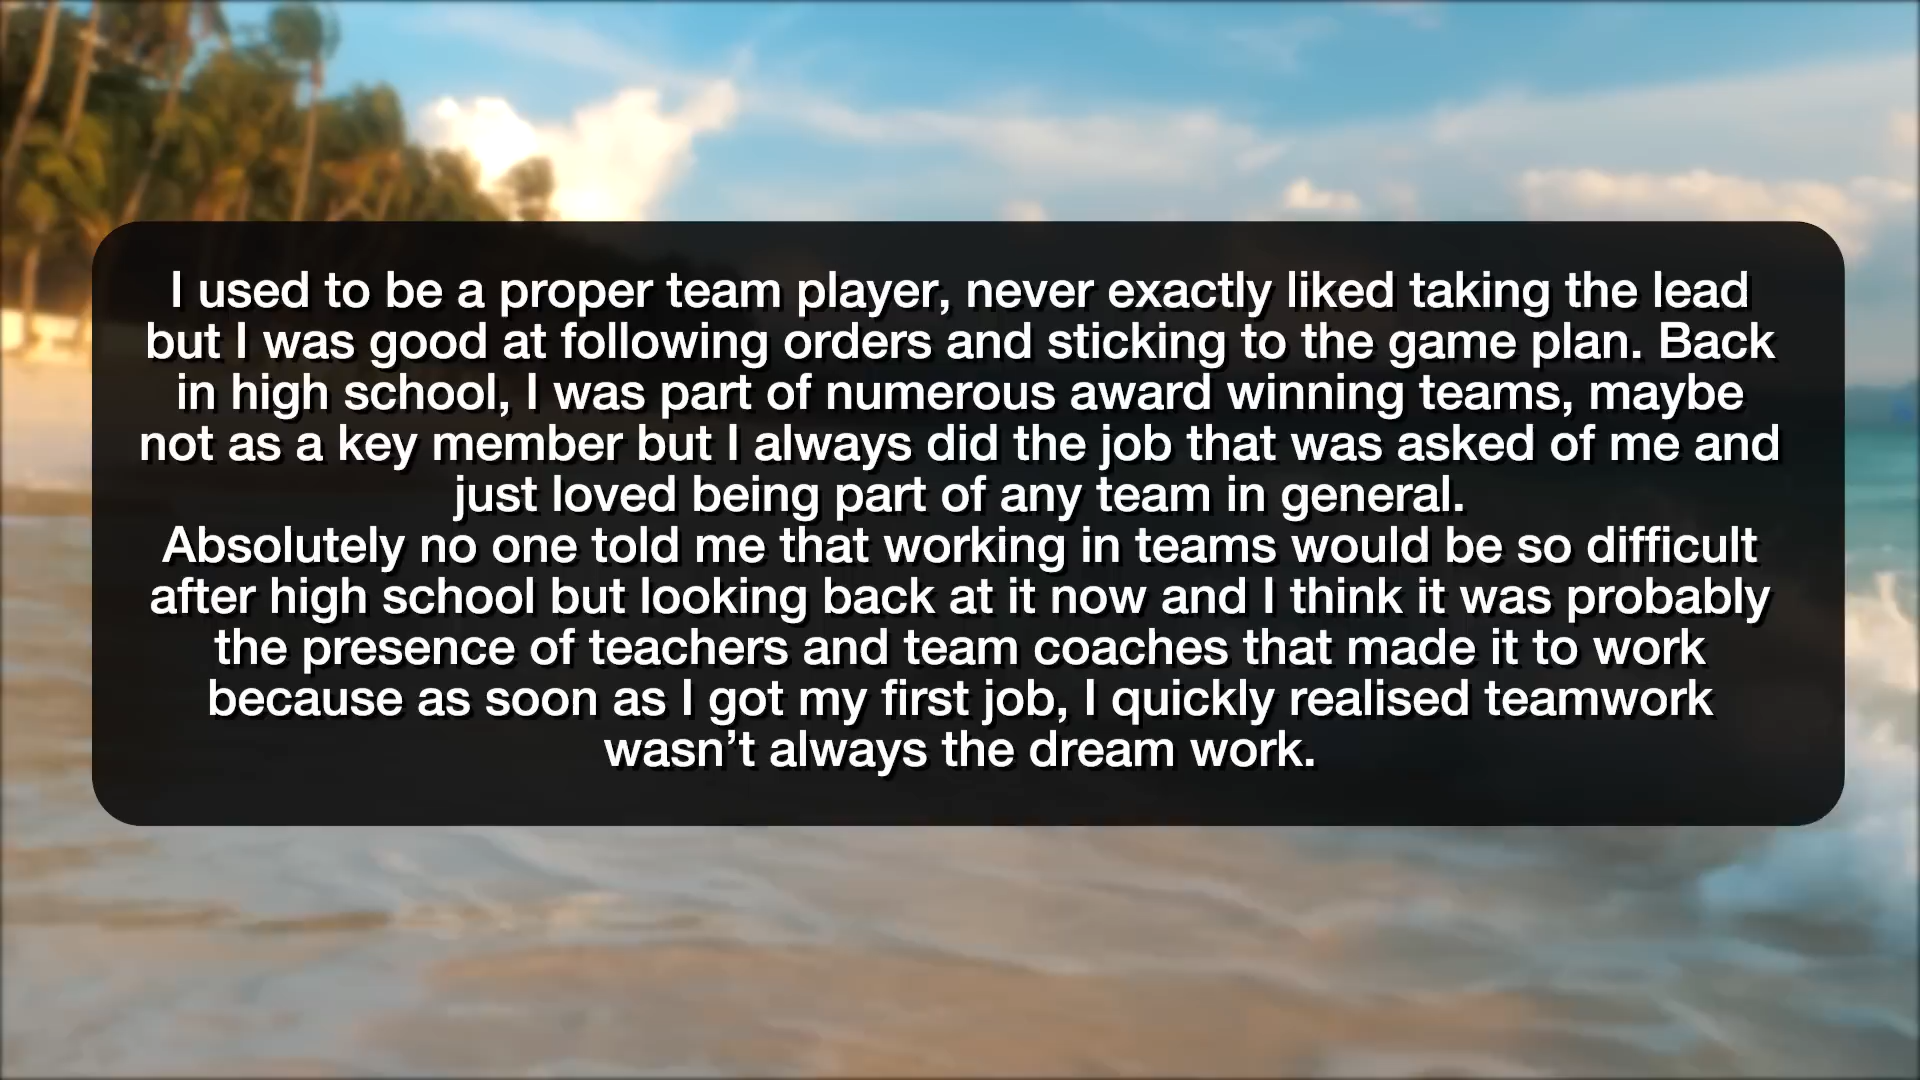 I used to be a proper team player, never exactly liked taking the lead
but I was good at following orders and sticking to the game plan. Back
in high school, I was part of numerous award winning teams, maybe
not as a key member but I always did the job that was asked of me and
just loved being part of any team in general.
Absolutely no one told me that working in teams would be so difficult
after high school but looking back at it now and I think it was probably
the presence of teachers and team coaches that made it to work
because as soon as I got my first job, I quickly realised teamwork
wasn’t always the dream work.